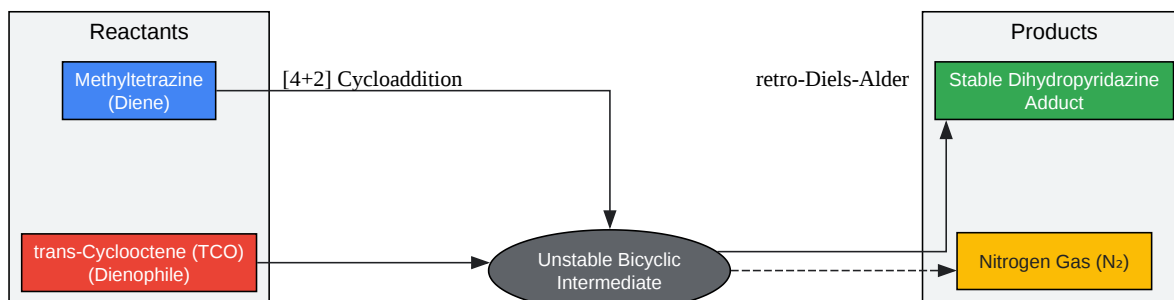 Reactants
Products
Methyltetrazine
(Diene)
[4+2] Cycloaddition
retro-Diels-Alder
Stable Dihydropyridazine
Adduct
trans-Cyclooctene (TCO)
(Dienophile)
Unstable Bicyclic
Intermediate
Nitrogen Gas (N₂)